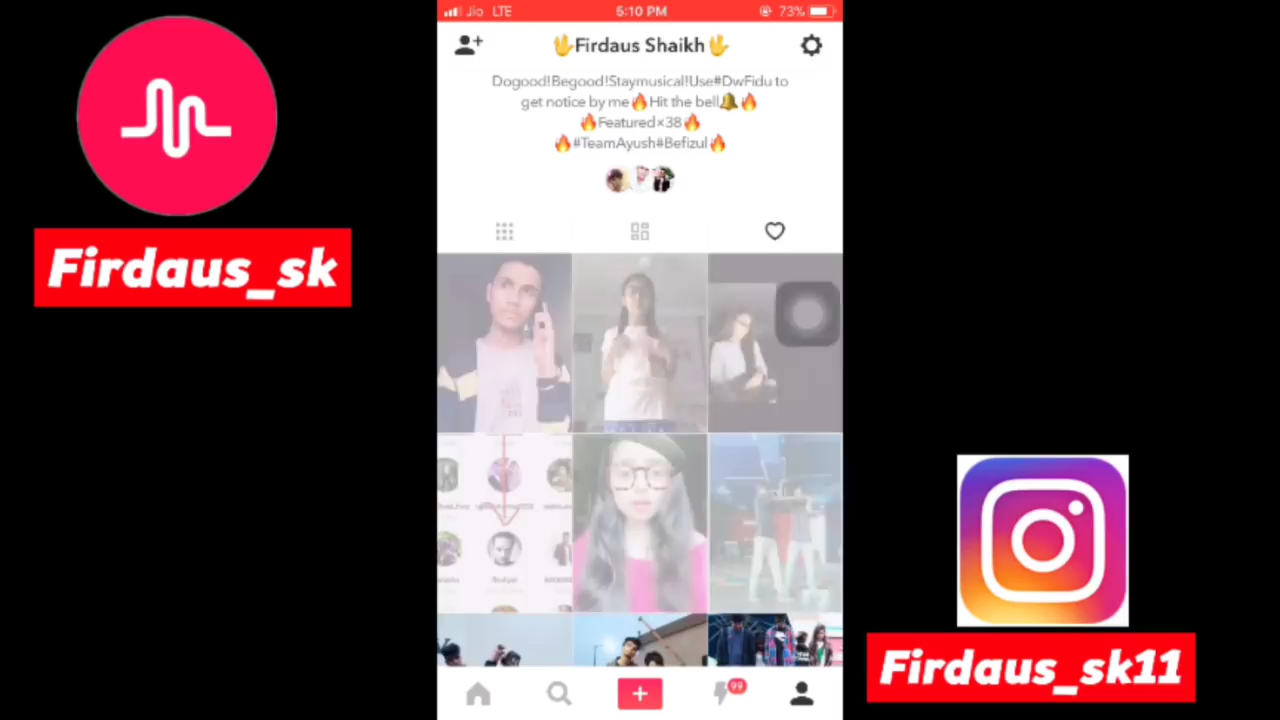 Jio LTE 5:10 PM 73%
🖖Firdaus Shaikh🖖
Dogood!Begood!Staymusical!Use#DwFidu to
get notice by me🔥Hit the bell🔔🔥
🔥Featured×38🔥
🔥#TeamAyush#Befizul🔥
Firdaus_sk
99
Firdaus_sk11